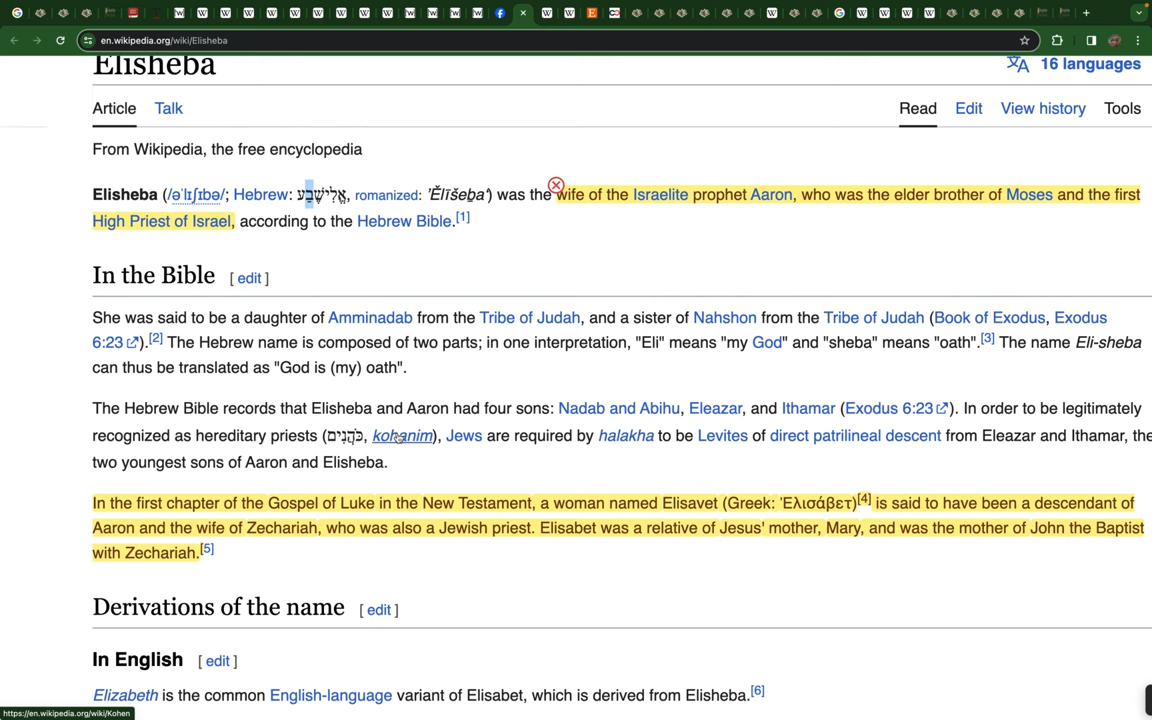 en.wikipedia.org/wiki/Elisheba
Elisheba
16 languages
Article Talk Read Edit View history Tools
From Wikipedia, the free encyclopedia
Elisheba (/əˈlɪʃɪbə/; Hebrew: אֱלִישֶׁבַע, romanized: ʾĔlīšeḇaʿ) was the wife of the Israelite prophet Aaron, who was the elder brother of Moses and the first
High Priest of Israel, according to the Hebrew Bible.[1]
In the Bible [ edit ]
She was said to be a daughter of Amminadab from the Tribe of Judah, and a sister of Nahshon from the Tribe of Judah (Book of Exodus, Exodus
6:23).[2] The Hebrew name is composed of two parts; in one interpretation, "Eli" means "my God" and "sheba" means "oath".[3] The name Eli-sheba
can thus be translated as "God is (my) oath".
The Hebrew Bible records that Elisheba and Aaron had four sons: Nadab and Abihu, Eleazar, and Ithamar (Exodus 6:23). In order to be legitimately
recognized as hereditary priests (כֹּהֲנִים, kohanim), Jews are required by halakha to be Levites of direct patrilineal descent from Eleazar and Ithamar, the
two youngest sons of Aaron and Elisheba.
In the first chapter of the Gospel of Luke in the New Testament, a woman named Elisavet (Greek: Ἐλισάβετ)[4] is said to have been a descendant of
Aaron and the wife of Zechariah, who was also a Jewish priest. Elisabet was a relative of Jesus' mother, Mary, and was the mother of John the Baptist
with Zechariah.[5]
Derivations of the name [ edit ]
In English [ edit ]
Elizabeth is the common English-language variant of Elisabet, which is derived from Elisheba.[6]
https://en.wikipedia.org/wiki/Kohen